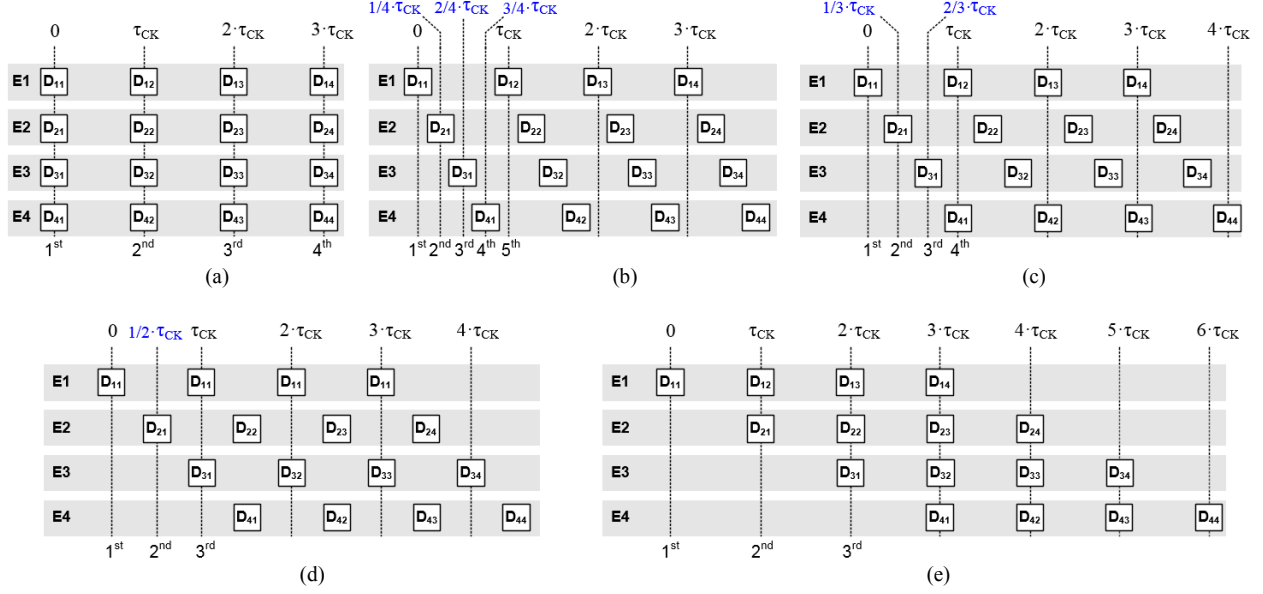 1/4·τCK 2/4·τCK 3/4·τCK
1/3·τCK 2/3·τCK
0 τCK 2·τCK 3·τCK
0 τCK 2·τCK 3·τCK
0 τCK 2·τCK 3·τCK 4·τCK
E1 D11 D12 D13 D14
E1 D11 D12 D13 D14
E1 D11 D12 D13 D14
E2 D21 D22 D23 D24
E2 D21 D22 D23 D24
E2 D21 D22 D23 D24
E3 D31 D32 D33 D34
E3 D31 D32 D33 D34
E3 D31 D32 D33 D34
E4 D41 D42 D43 D44
E4 D41 D42 D43 D44
E4 D41 D42 D43 D44
1st 2nd 3rd 4th
1st 2nd 3rd 4th 5th
1st 2nd 3rd 4th
(a)
(b)
(c)
0 1/2·τCK τCK 2·τCK 3·τCK 4·τCK
E1 D11 D11 D11 D11
E2 D21 D22 D23 D24
E3 D31 D32 D33 D34
E4 D41 D42 D43 D44
1st 2nd 3rd
(d)
0 τCK 2·τCK 3·τCK 4·τCK 5·τCK 6·τCK
E1 D11 D12 D13 D14
E2 D21 D22 D23 D24
E3 D31 D32 D33 D34
E4 D41 D42 D43 D44
1st 2nd 3rd
(e)